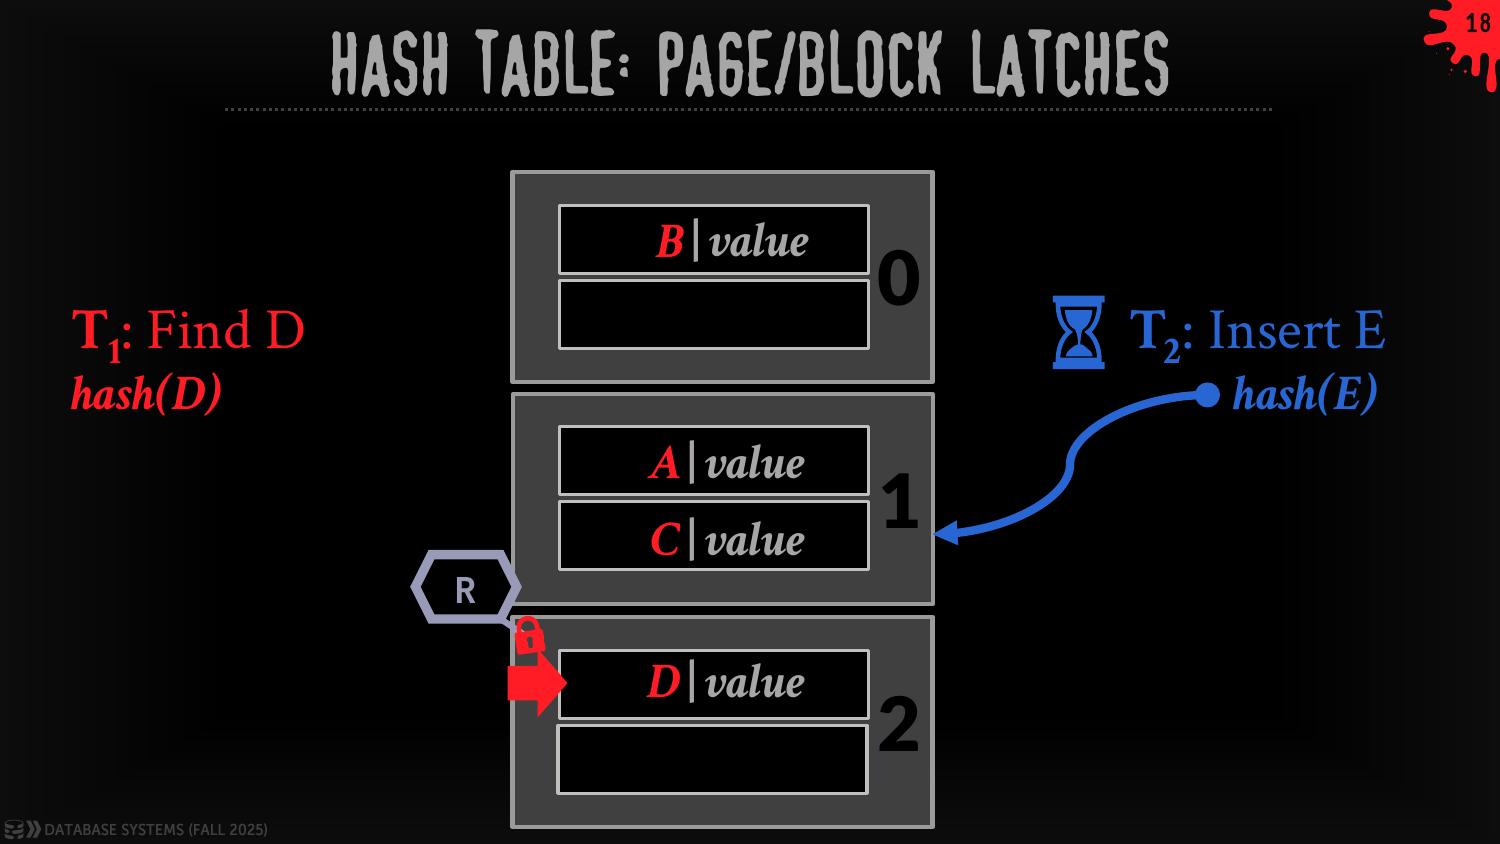 18
HASH TABLE: PAGE/BLOCK LATCHES
B|value
0
T1: Find D
hash(D)
T2: Insert E
hash(E)
A|value
1
C|value
R
D|value
2
DATABASE SYSTEMS (FALL 2025)